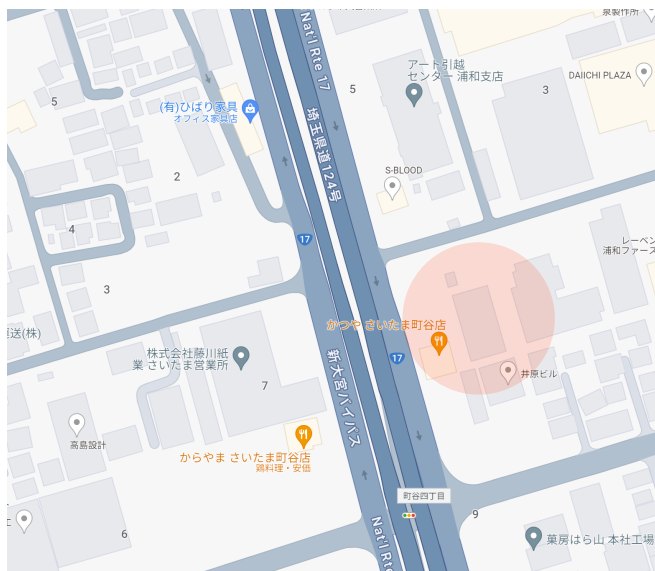 泉製作所
Nat'l Rte 17
アート引越
センター 浦和支店
DAIICHI PLAZA
5
5
3
(有)ひばり家具
オフィス家具店
埼玉県道124号
S-BLOOD
2
4
17
レーベン
浦和ファース
3
かつや さいたま町谷店
送(株)
株式会社藤川紙
業 さいたま営業所
新大宮バイパス
17
井原ビル
7
高島設計
からやま さいたま町谷店
鶏料理・安価
町谷四丁目
9
Nat'l Rte
6
菓房はら山 本社工場